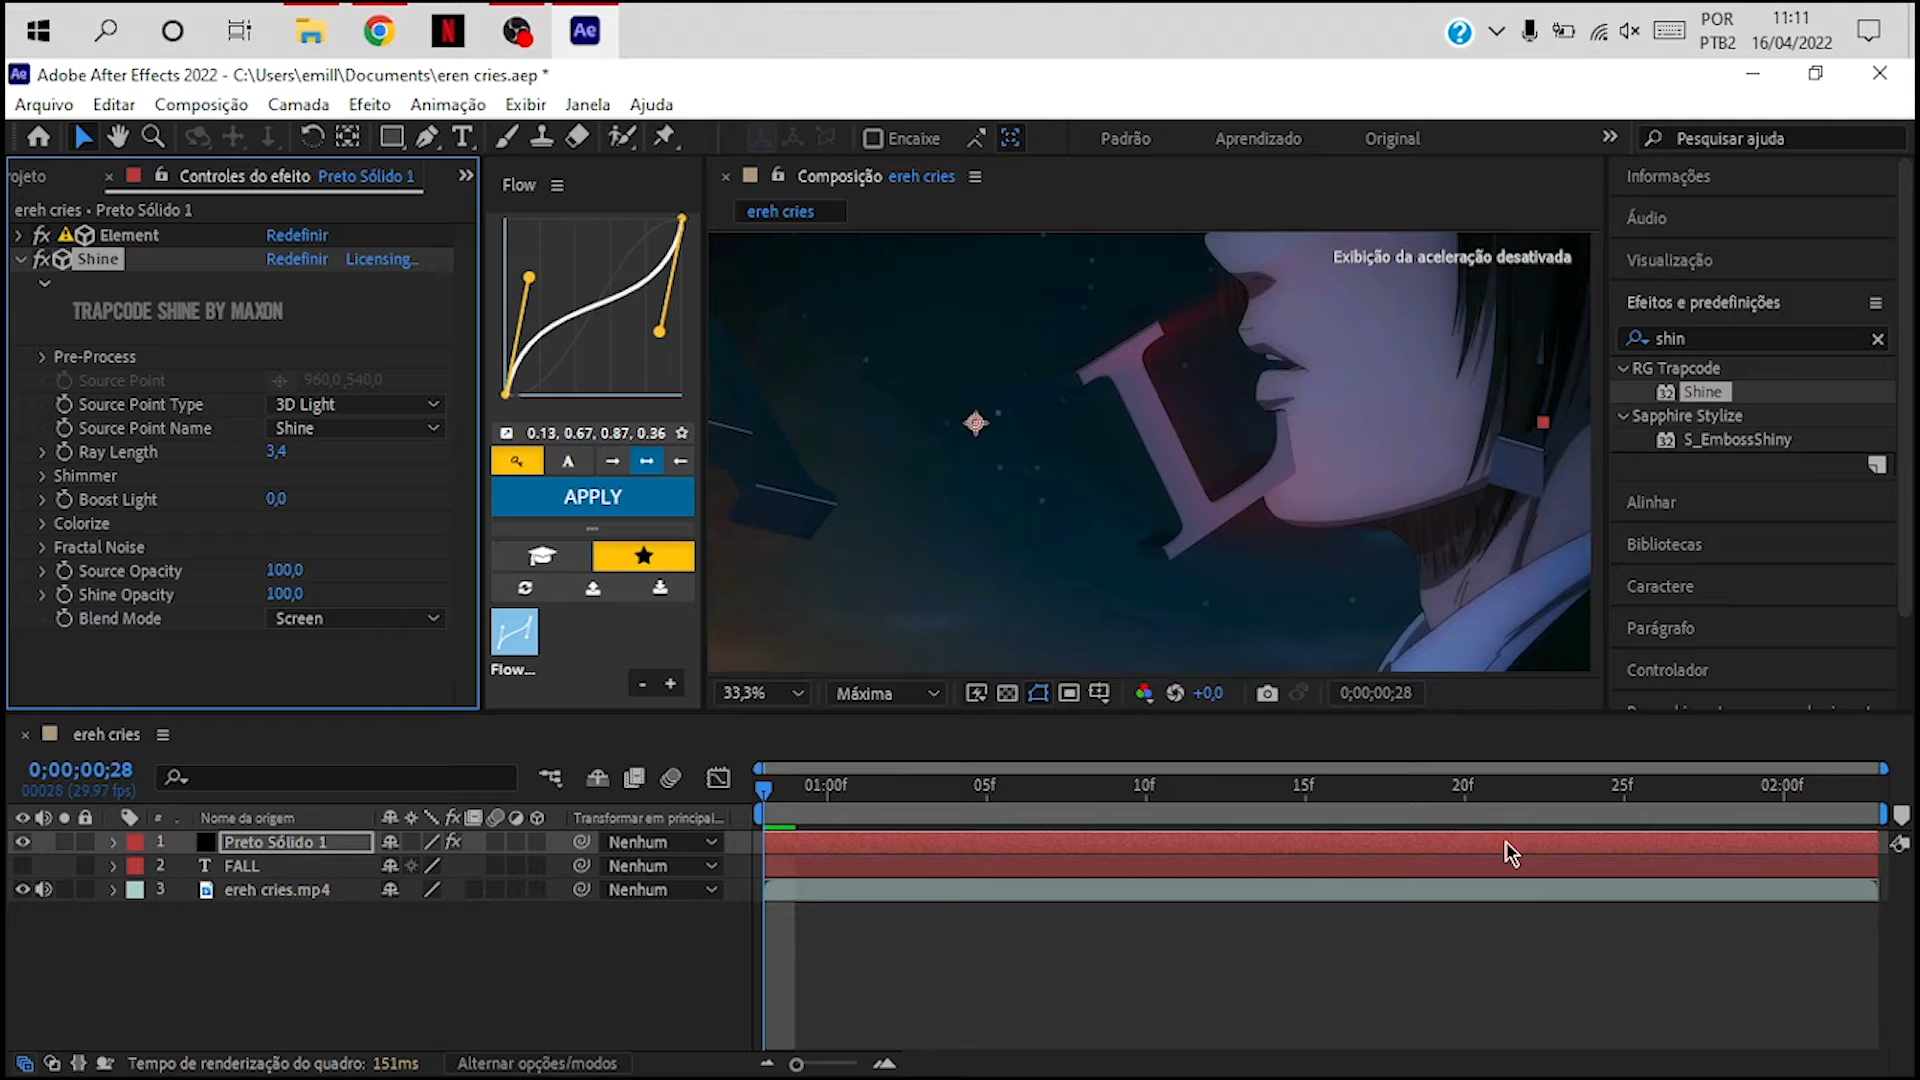 Ae
N
POR
PTB2
11:11
16/04/2022
Ae Adobe After Effects 2022 - C:\Users\emill\Documents\eren cries.aep *
Arquivo Editar Composição Camada Efeito Animação Exibir Janela Ajuda
Encaixe
Padrão Aprendizado Original
Pesquisar ajuda
rojeto
Controles do efeito Preto Sólido 1
ereh cries • Preto Sólido 1
fx Element Redefinir
fx Shine Redefinir Licensing...
TRAPCODE SHINE BY MAXON
Pre-Process
Source Point 960,0,540,0
Source Point Type 3D Light
Source Point Name Shine
Ray Length 3,4
Shimmer
Boost Light 0,0
Colorize
Fractal Noise
Source Opacity 100,0
Shine Opacity 100,0
Blend Mode Screen
Flow
0.13, 0.67, 0.87, 0.36
A
APPLY
Flow...
- +
Composição ereh cries
ereh cries
Exibição da aceleração desativada
L
33,3% Máxima +0,0 0;00;00;28
Informações
Áudio
Visualização
Efeitos e predefinições
shin
RG Trapcode
32 Shine
Sapphire Stylize
32 S_EmbossShiny
Alinhar
Bibliotecas
Caractere
Parágrafo
Controlador
ereh cries
0;00;00;28
00028 (29.97 fps)
01:00f 05f 10f 15f 20f 25f 02:00f
# Nome da origem fx Transformar em principal...
1 Preto Sólido 1 fx Nenhum
2 T FALL Nenhum
3 ereh cries.mp4 Nenhum
Tempo de renderização do quadro: 151ms Alternar opções/modos